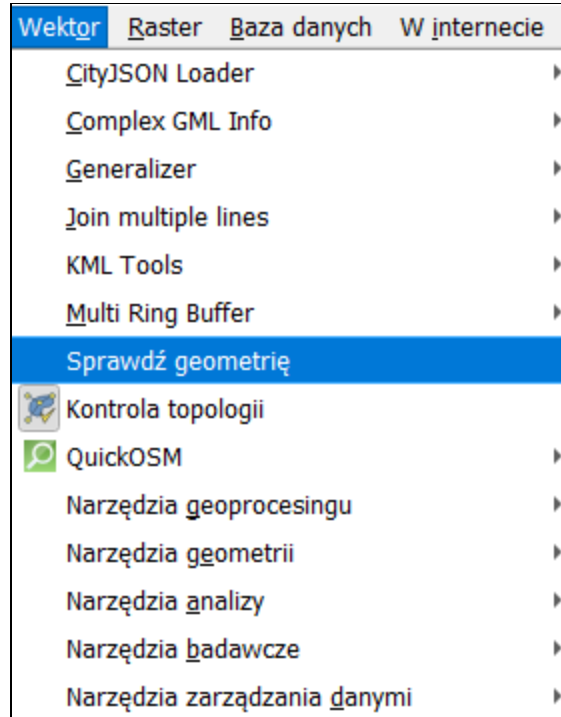 Wektor Raster Baza danych W internecie
CityJSON Loader
Complex GML Info
Generalizer
Join multiple lines
KML Tools
Multi Ring Buffer
Sprawdź geometrię
Kontrola topologii
QuickOSM
Narzędzia geoprocesingu
Narzędzia geometrii
Narzędzia analizy
Narzędzia badawcze
Narzędzia zarządzania danymi